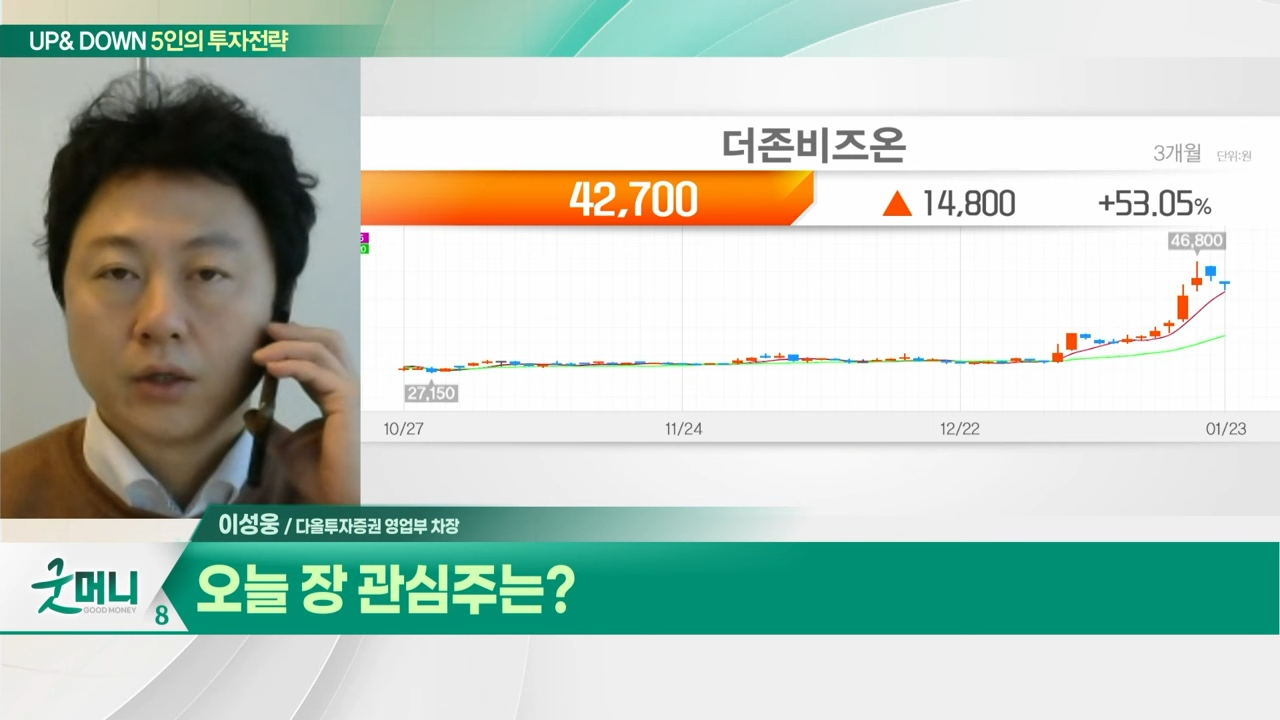 UP& DOWN 5인의 투자전략
더존비즈온
3개월 단위:원
42,700 ▲ 14,800 +53.05%
46,800
27,150
10/27 11/24 12/22 01/23
이성웅 / 다올투자증권 영업부 차장
굿머니
GOOD MONEY
8
오늘 장 관심주는?